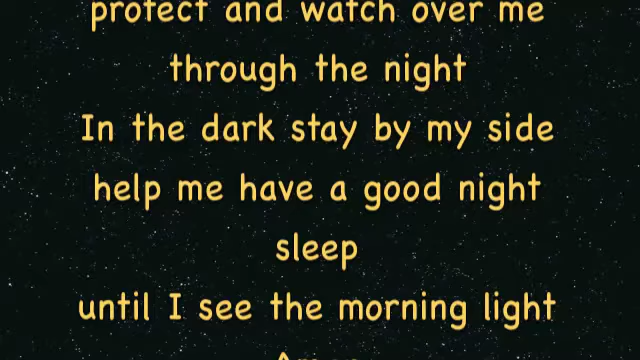 protect and watch over me
through the night
In the dark stay by my side
help me have a good night
sleep
until I see the morning light